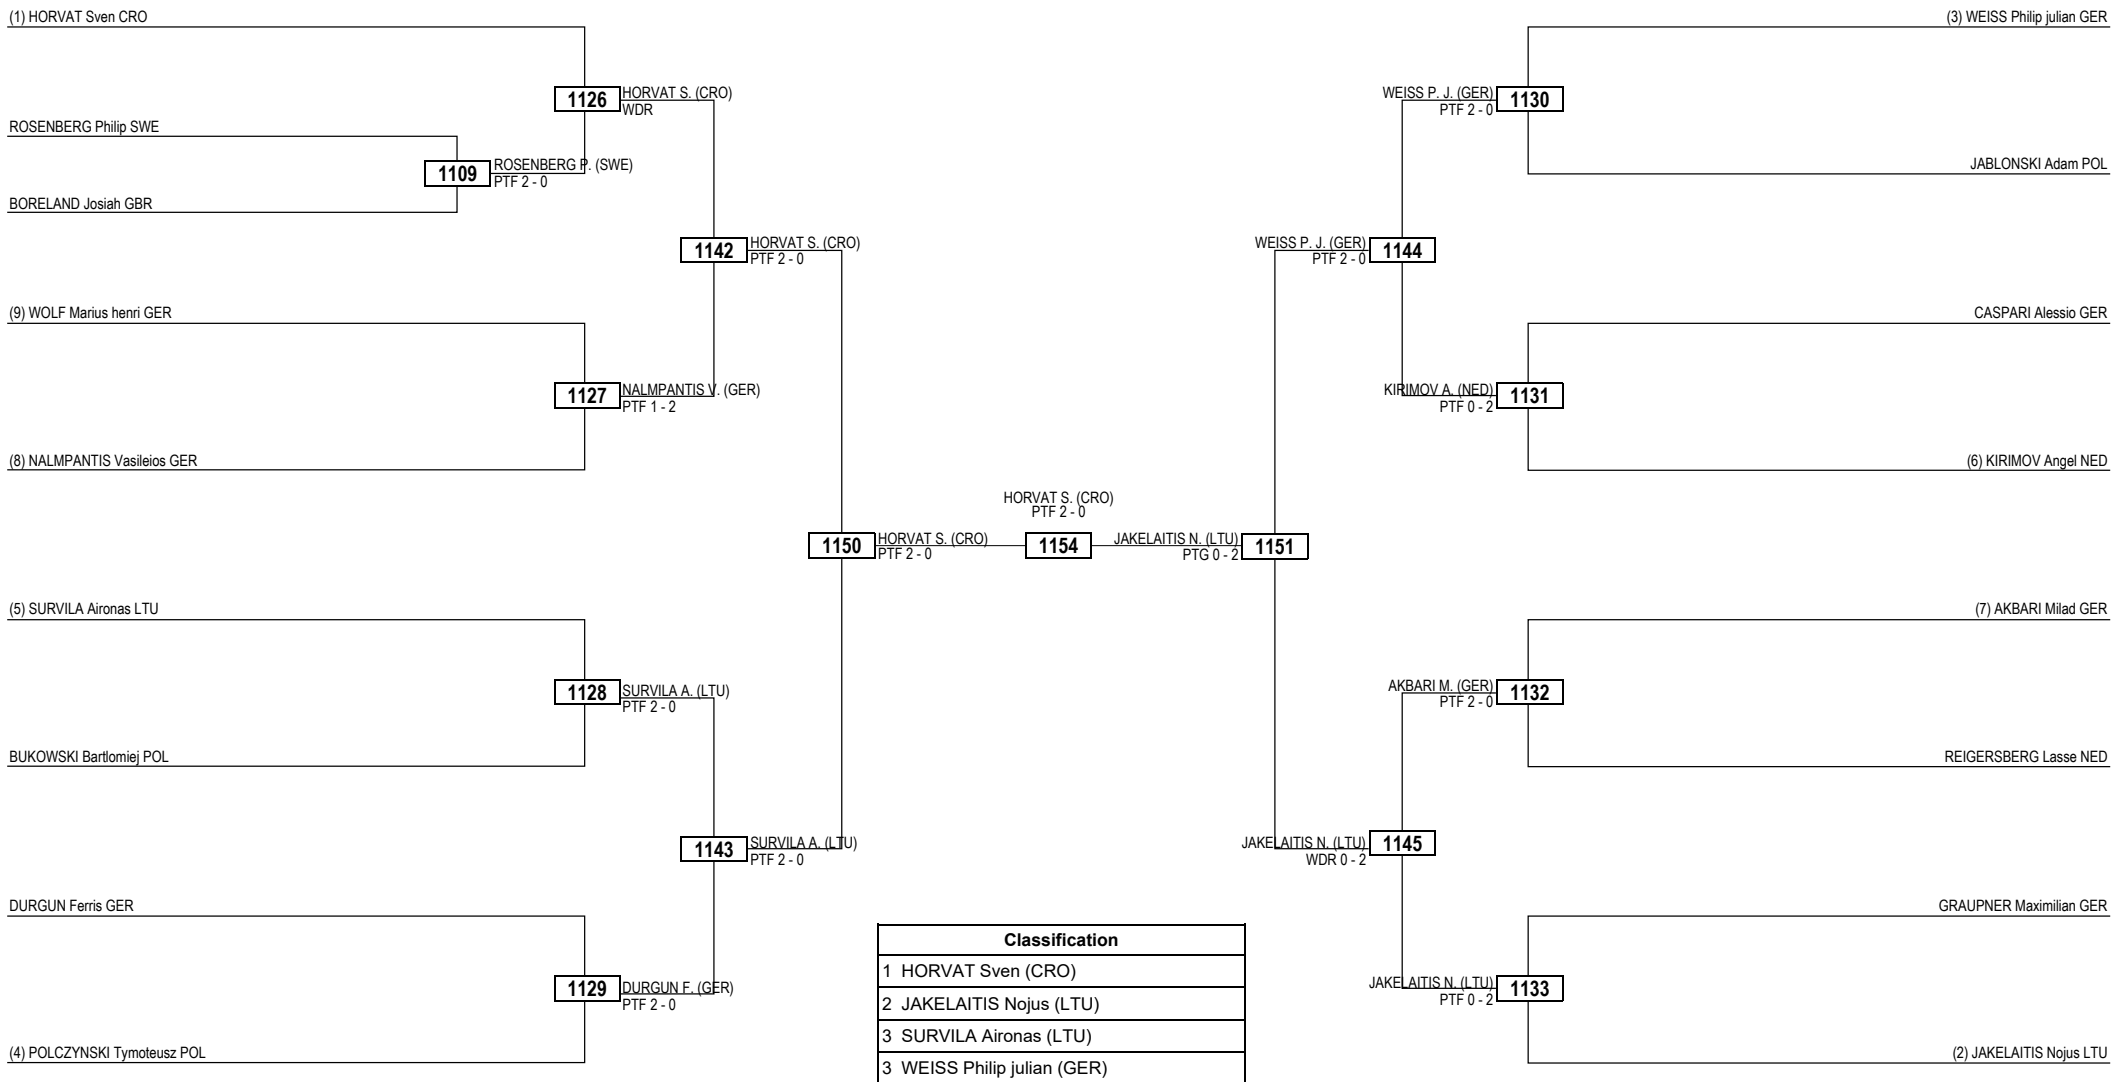 (1) HORVAT Sven CRO
1126
HORVAT S. (CRO)
WDR
ROSENBERG Philip SWE
1109
ROSENBERG P. (SWE)
PTF 2 - 0
BORELAND Josiah GBR
1142
HORVAT S. (CRO)
PTF 2 - 0
(9) WOLF Marius henri GER
1127
NALMPANTIS V. (GER)
PTF 1 - 2
(8) NALMPANTIS Vasileios GER
1150
HORVAT S. (CRO)
PTF 2 - 0
(5) SURVILA Aironas LTU
1128
SURVILA A. (LTU)
PTF 2 - 0
BUKOWSKI Bartlomiej POL
1143
SURVILA A. (LTU)
PTF 2 - 0
DURGUN Ferris GER
1129
DURGUN F. (GER)
PTF 2 - 0
(4) POLCZYNSKI Tymoteusz POL
HORVAT S. (CRO)
PTF 2 - 0
1154
(3) WEISS Philip julian GER
WEISS P. J. (GER)
PTF 2 - 0
1130
JABLONSKI Adam POL
WEISS P. J. (GER)
PTF 2 - 0
1144
CASPARI Alessio GER
KIRIMOV A. (NED)
PTF 0 - 2
1131
(6) KIRIMOV Angel NED
JAKELAITIS N. (LTU)
PTG 0 - 2
1151
(7) AKBARI Milad GER
AKBARI M. (GER)
PTF 2 - 0
1132
REIGERSBERG Lasse NED
JAKELAITIS N. (LTU)
WDR 0 - 2
1145
GRAUPNER Maximilian GER
JAKELAITIS N. (LTU)
PTF 0 - 2
1133
(2) JAKELAITIS Nojus LTU
Classification
1 HORVAT Sven (CRO)
2 JAKELAITIS Nojus (LTU)
3 SURVILA Aironas (LTU)
3 WEISS Philip julian (GER)